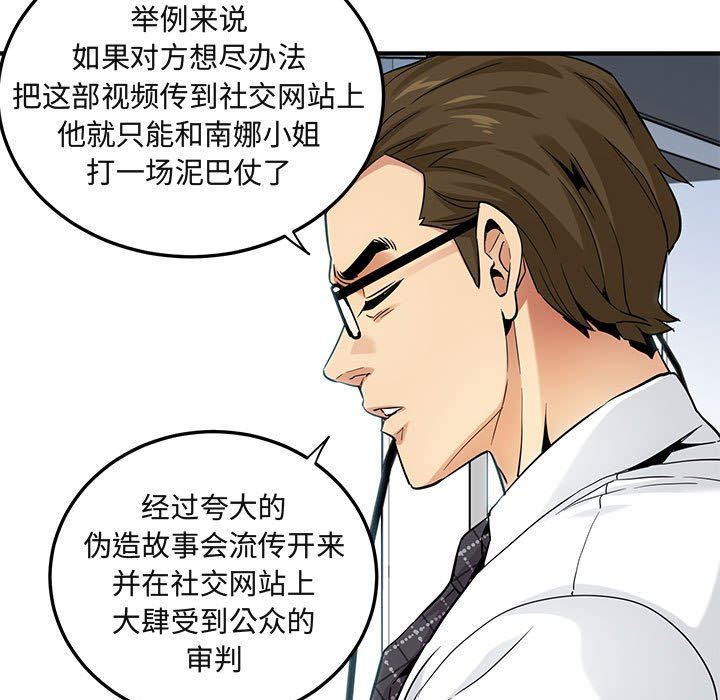 举例来说
如果对方想尽办法
把这部视频传到社交网站上
他就只能和南娜小姐
打一场泥巴仗了
经过夸大的
伪造故事会流传开来
并在社交网站上
大肆受到公众的
审判